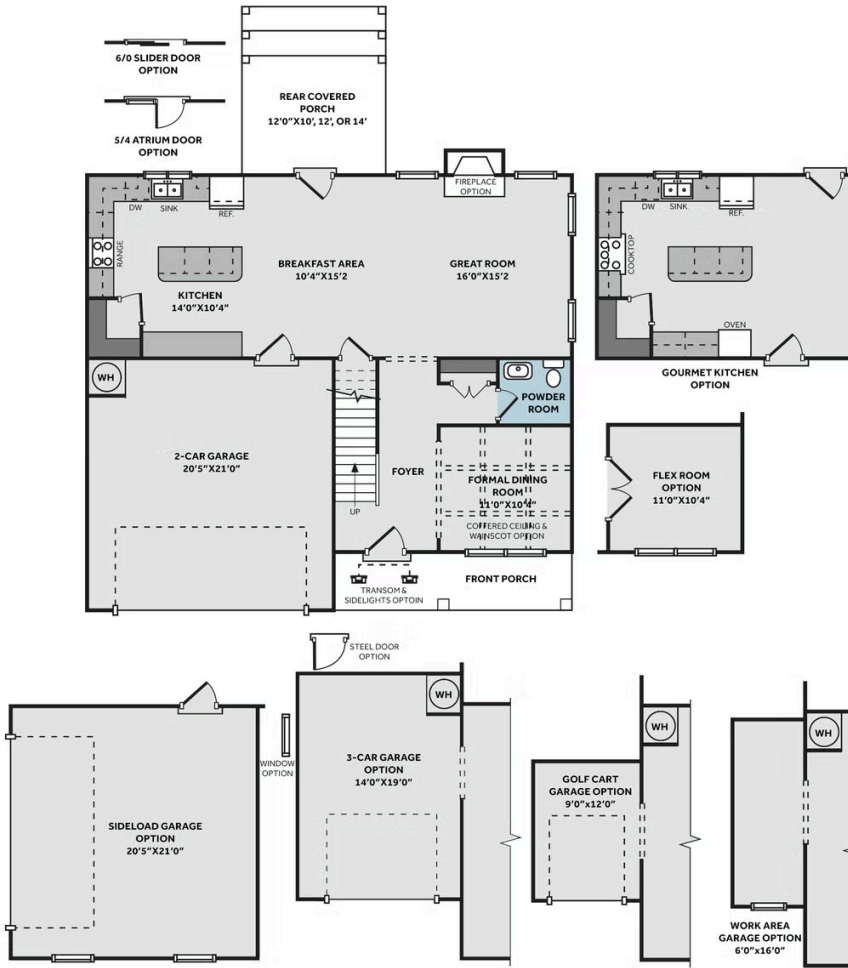 6/0 SLIDER DOOR
OPTION
5/4 ATRIUM DOOR
OPTION
REAR COVERED
PORCH
12'0"X10', 12', OR 14'
FIREPLACE
OPTION
DW
SINK
REF.
RANGE
BREAKFAST AREA
10'4"X15'2
GREAT ROOM
16'0"X15'2
KITCHEN
14'0"X10'4"
DW
SINK
REF.
COOKTOP
OVEN
GOURMET KITCHEN
OPTION
WH
2-CAR GARAGE
20'5"X21'0"
UP
FOYER
POWDER
ROOM
FORMAL DINING
ROOM
11'0"X10'4"
COFFERED CEILING &
WAINSCOT OPTION
FLEX ROOM
OPTION
11'0"X10'4"
TRANSOM &
SIDELIGHTS OPTOIN
FRONT PORCH
STEEL DOOR
OPTION
WINDOW
OPTION
SIDELOAD GARAGE
OPTION
20'5"X21'0"
WH
3-CAR GARAGE
OPTION
14'0"X19'0"
WH
GOLF CART
GARAGE OPTION
9'0"x12'0"
WH
WORK AREA
GARAGE OPTION
6'0"x16'0"